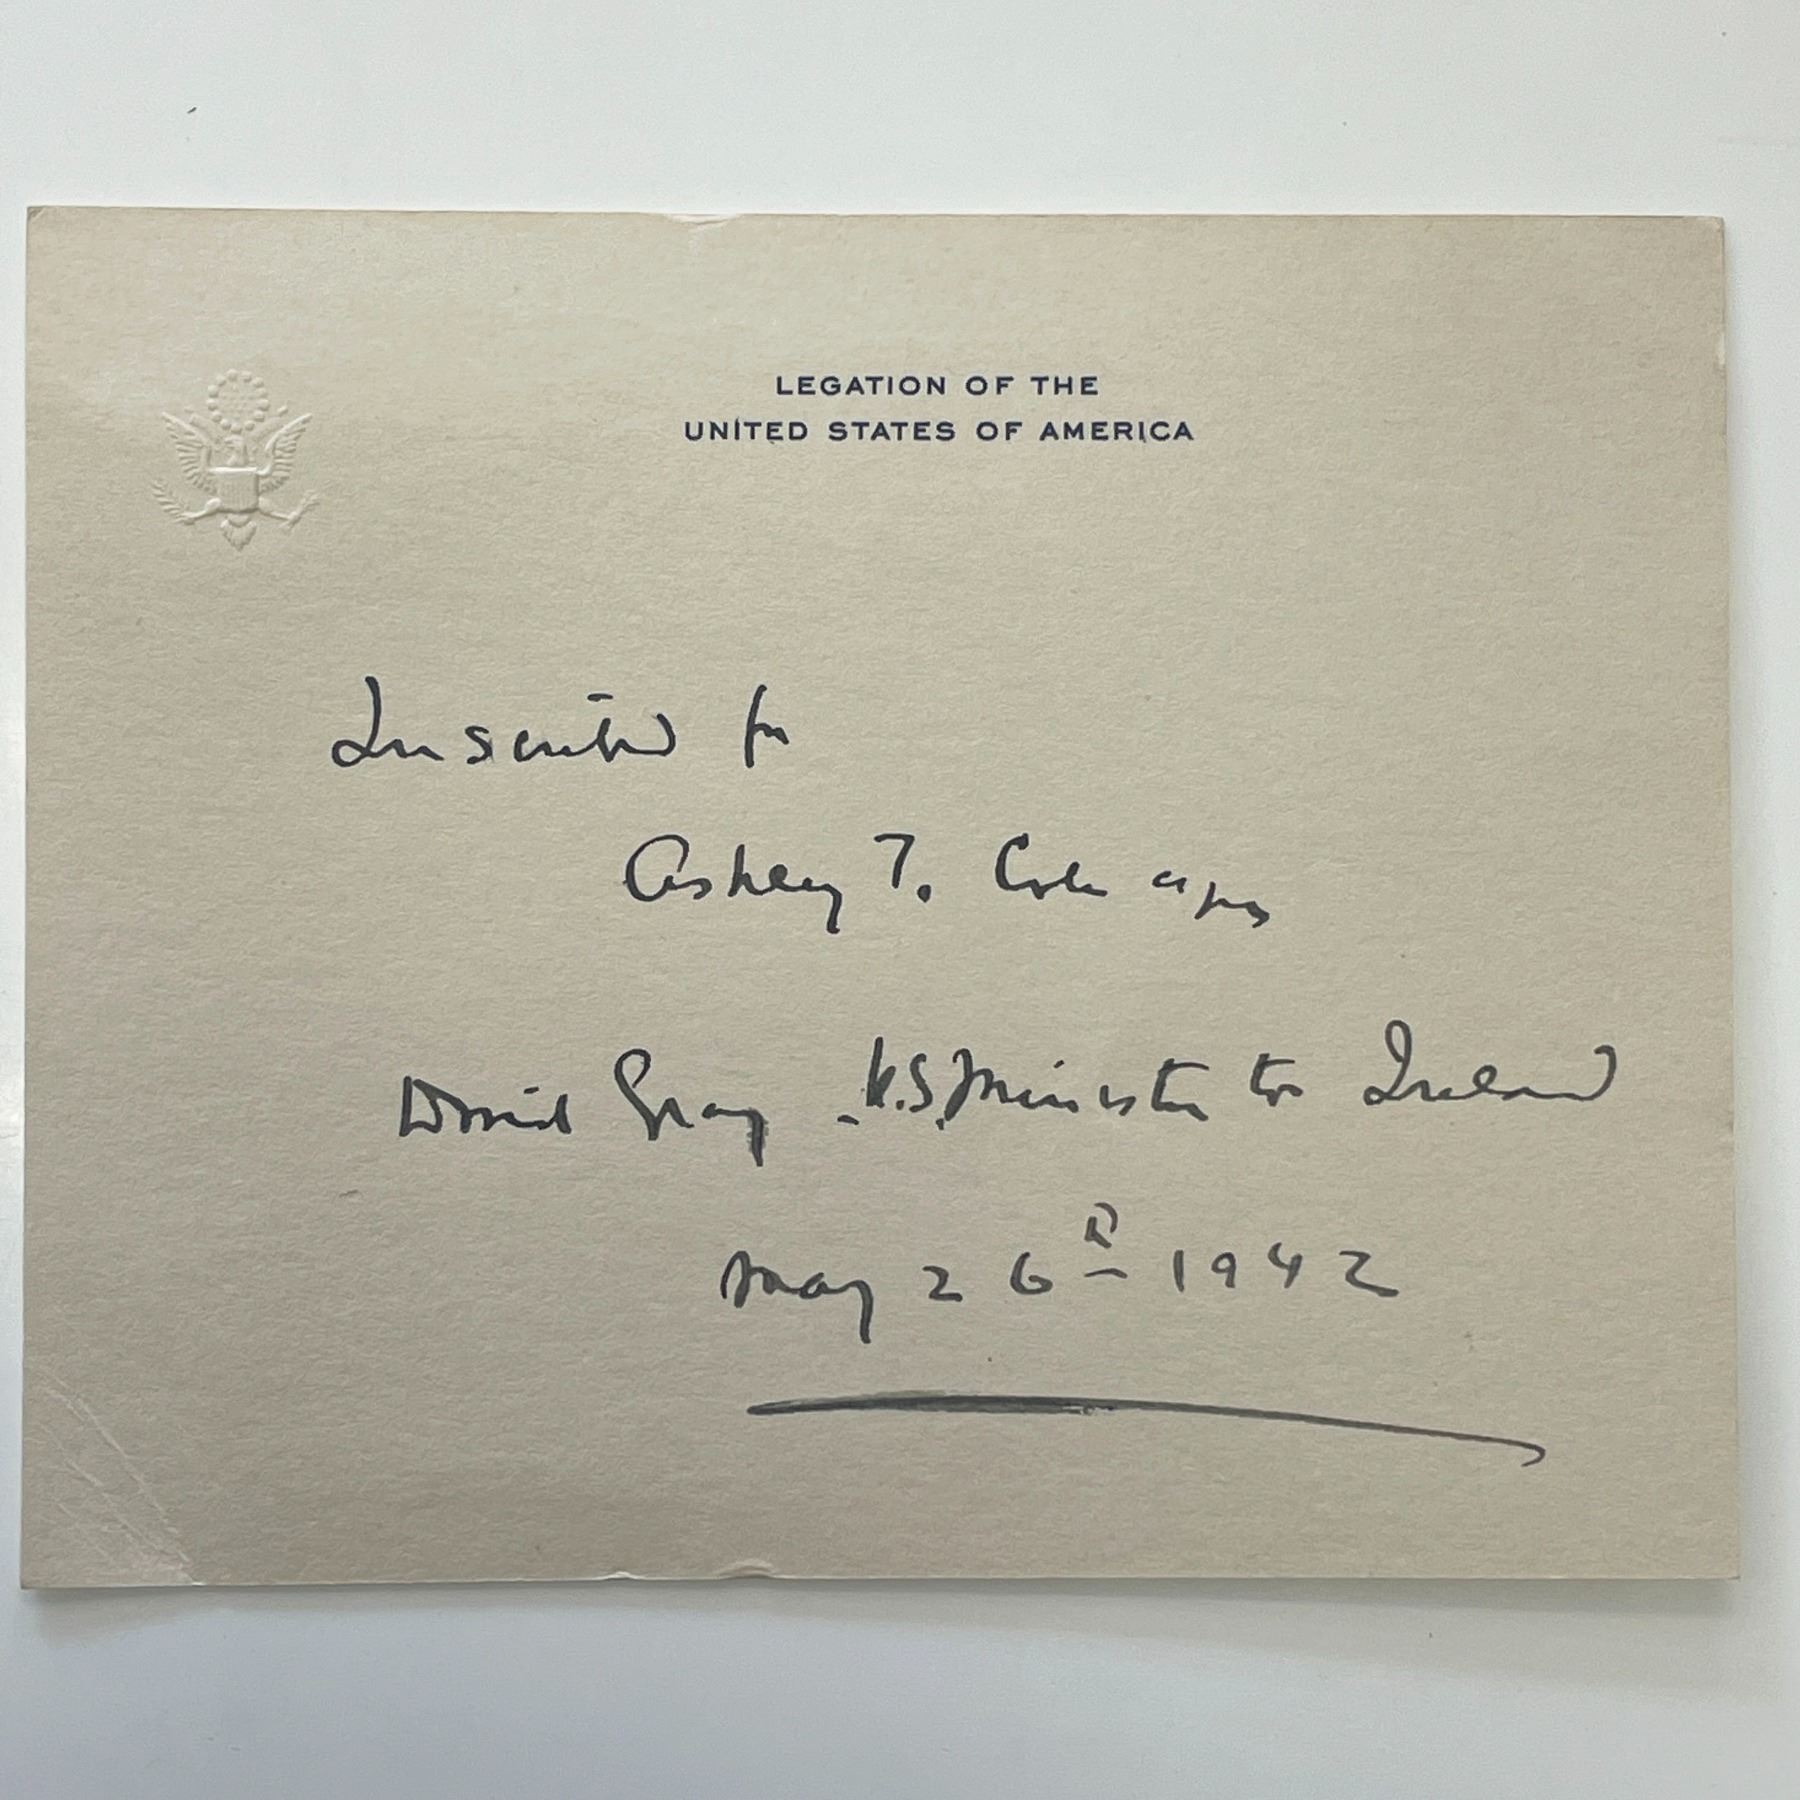 LEGATION OF THE
UNITED STATES OF AMERICA
Inscribed for
Ashley T. Cole
David Gray . U.S. Minister to Ireland
May 26th 1942